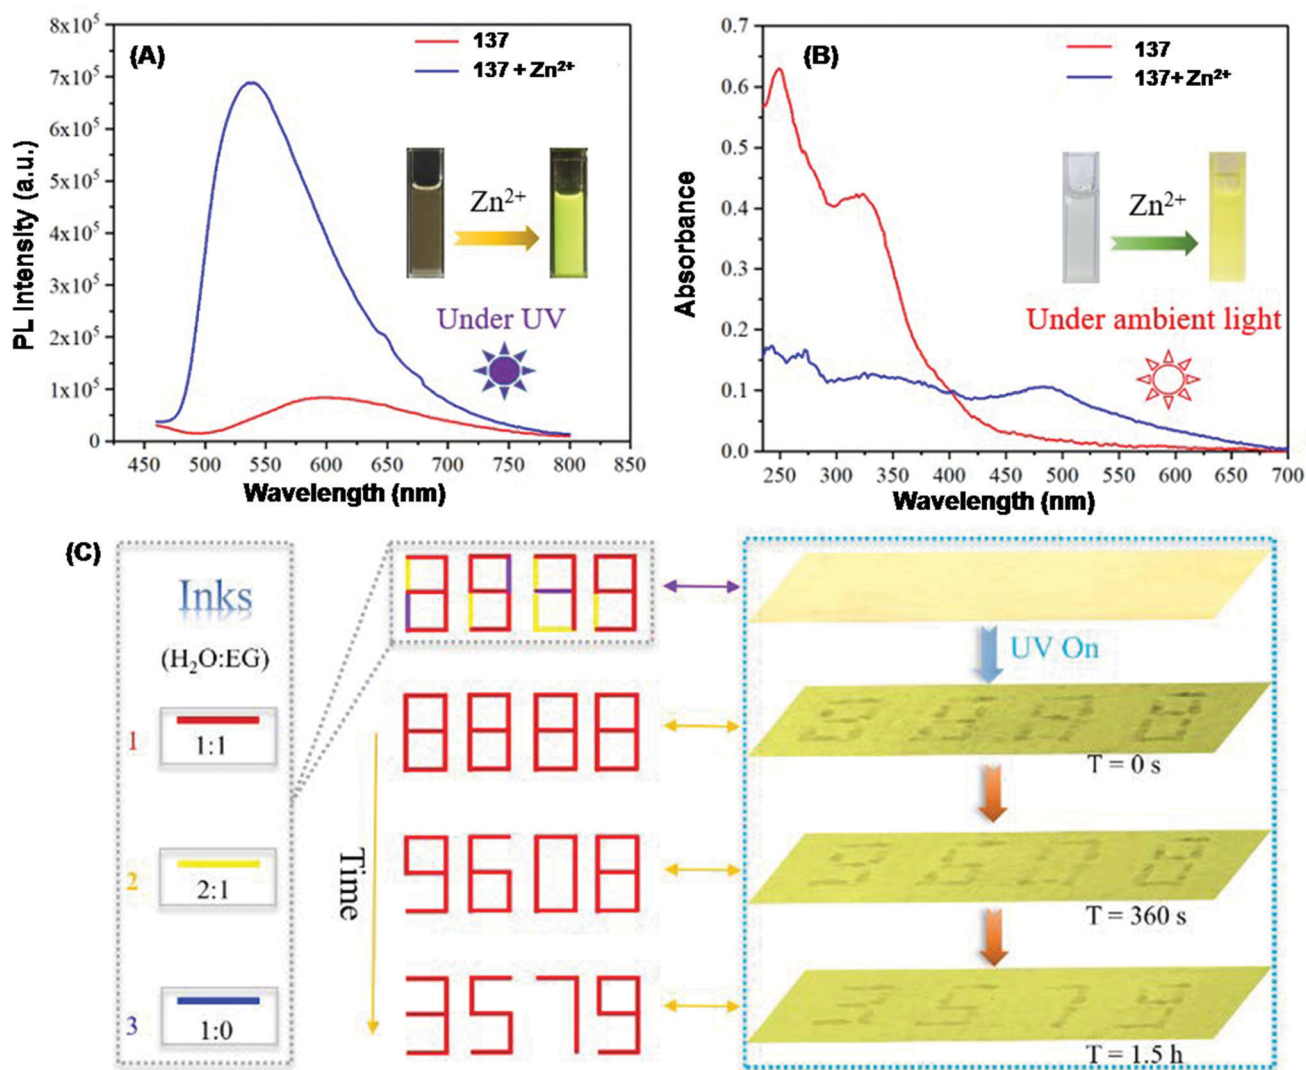 (A)
137
137 + Zn²⁺
8x10⁵
7x10⁵
6x10⁵
5x10⁵
4x10⁵
3x10⁵
2x10⁵
1x10⁵
0
PL Intensity (a.u.)
Zn²⁺
Under UV
450 500 550 600 650 700 750 800 850
Wavelength (nm)
(B)
137
137+ Zn²⁺
0.7
0.6
0.5
0.4
0.3
0.2
0.1
0.0
Absorbance
Zn²⁺
Under ambient light
250 300 350 400 450 500 550 600 650 700
Wavelength (nm)
(C)
Inks
(H₂O:EG)
1
1:1
2
2:1
3
1:0
Time
8888
9608
3579
UV On
T = 0 s
T = 360 s
T = 1.5 h